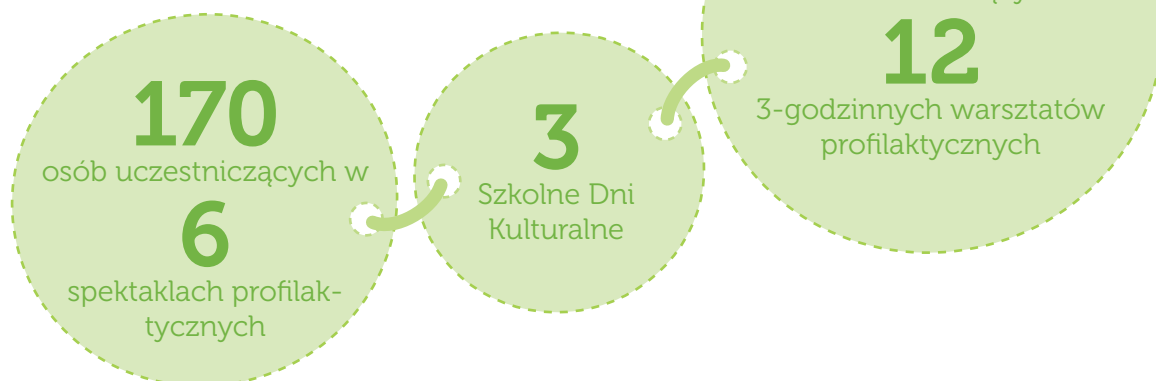 170
osób uczestniczących w
6
spektaklach profilak-
tycznych
3
Szkolne Dni
Kulturalne
12
3-godzinnych warsztatów
profilaktycznych